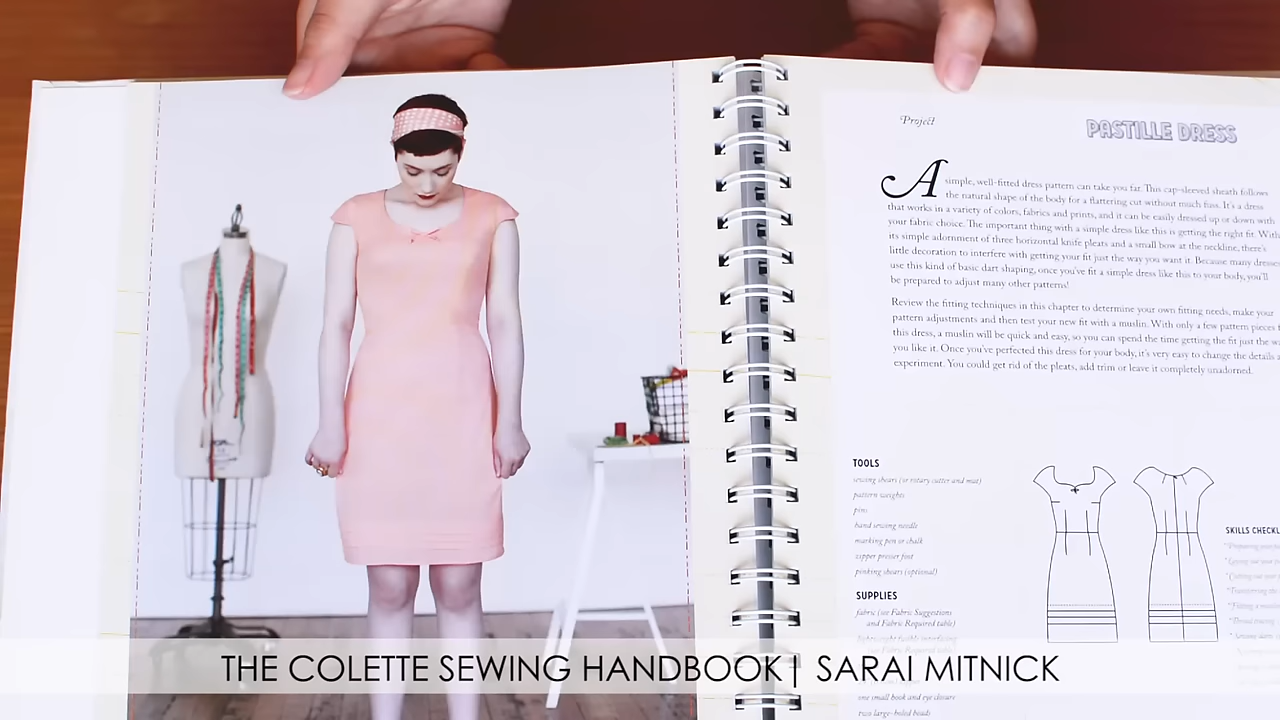 Project
PASTILLE DRESS
A simple, well-fitted dress pattern can take you far. This cap-sleeved sheath follows
the natural shape of the body for a flattering cut without much fuss. It's a dress
that works in a variety of colors, fabrics and prints, and it can be easily dressed up or down with
your fabric choice. The important thing with a simple dress like this is getting the right fit. With
its simple adornment of three horizontal knife pleats and a small bow at the neckline, there's
little decoration to interfere with getting your fit just the way you want it. Because many dresses
use this kind of basic dart shaping, once you've fit a simple dress like this to your body, you'll
be prepared to adjust many other patterns!
Review the fitting techniques in this chapter to determine your own fitting needs, make your
pattern adjustments and then test your new fit with a muslin. With only a few pattern pieces
this dress, a muslin will be quick and easy, so you can spend the time getting the fit just the
you like it. Once you've perfected this dress for your body, it's very easy to change the details
experiment. You could get rid of the pleats, add trim or leave it completely unadorned.
TOOLS
sewing shears (or rotary cutter and mat)
pattern weights
pins
hand sewing needle
marking pen or chalk
zipper presser foot
pinking shears (optional)
SUPPLIES
fabric (see Fabric Suggestions
and Fabric Required table)
one small hook and eye closure
two large-holed beads
SKILLS
THE COLETTE SEWING HANDBOOK| SARAI MITNICK